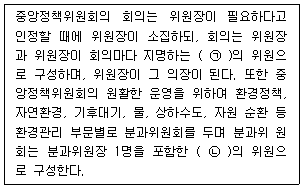 중앙정책위원회의 회의는 위원장이 필요하다고
인정할 때에 위원장이 소집하되, 회의는 위원장
과 위원장이 회의마다 지명하는 ( ㉠ )의 위원으
로 구성하며, 위원장이 그 의장이 된다. 또한 중
앙정책위원회의 원활한 운영을 위하며 환경정책,
자연환경, 기후대기, 물, 상하수도, 자원 순환 등
환경관리 부문별로 분과위원회를 두며 분과위 원
회는 분과위원장 1명을 포함한 ( ㉡ )의 위원으
로 구성한다.